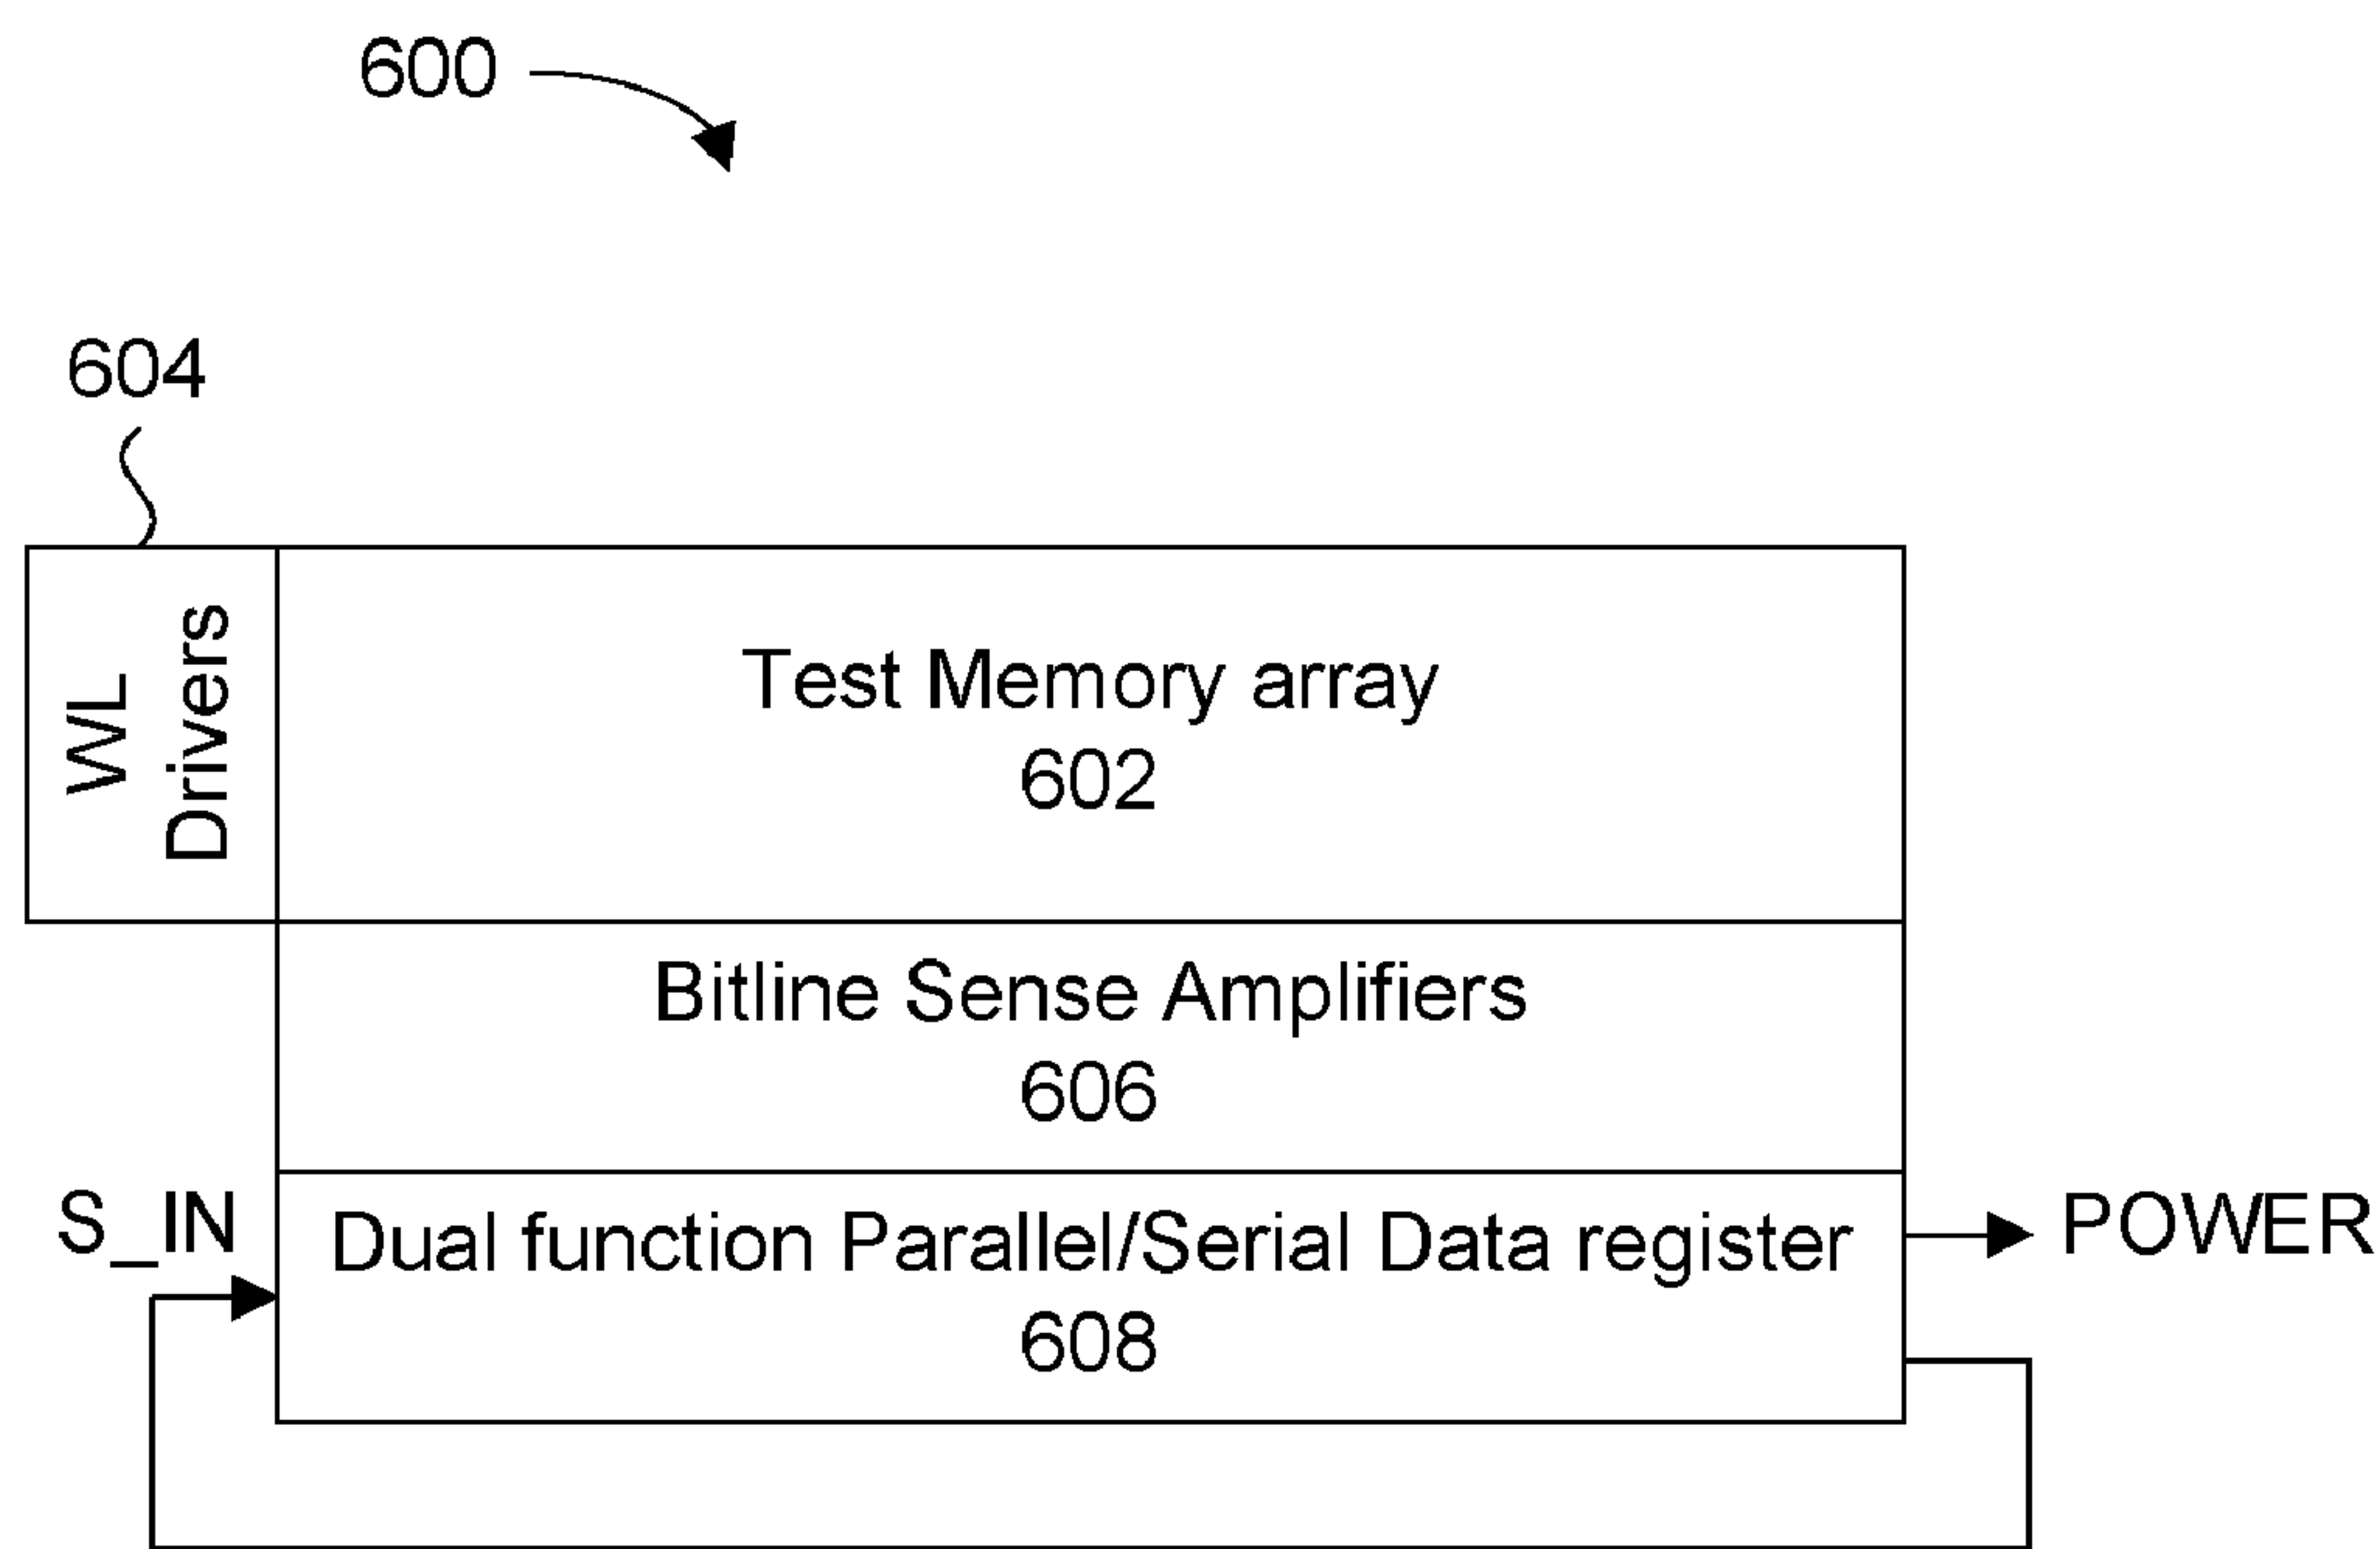 600
604
WL
Drivers
Test Memory array
602
Bitline Sense Amplifiers
606
S_IN
Dual function Parallel/Serial Data register
608
POWER